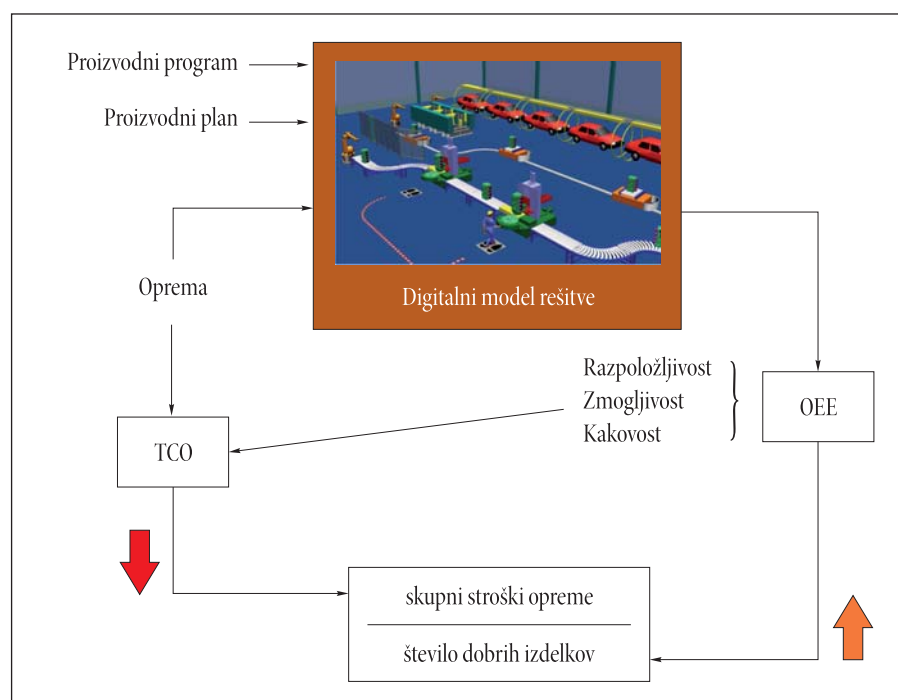 Proizvodni program
Proizvodni plan
Oprema
Digitalni model rešitve
Razpoložljivost
Zmogljivost
Kakovost
OEE
TCO
skupni stroški opreme
število dobrih izdelkov